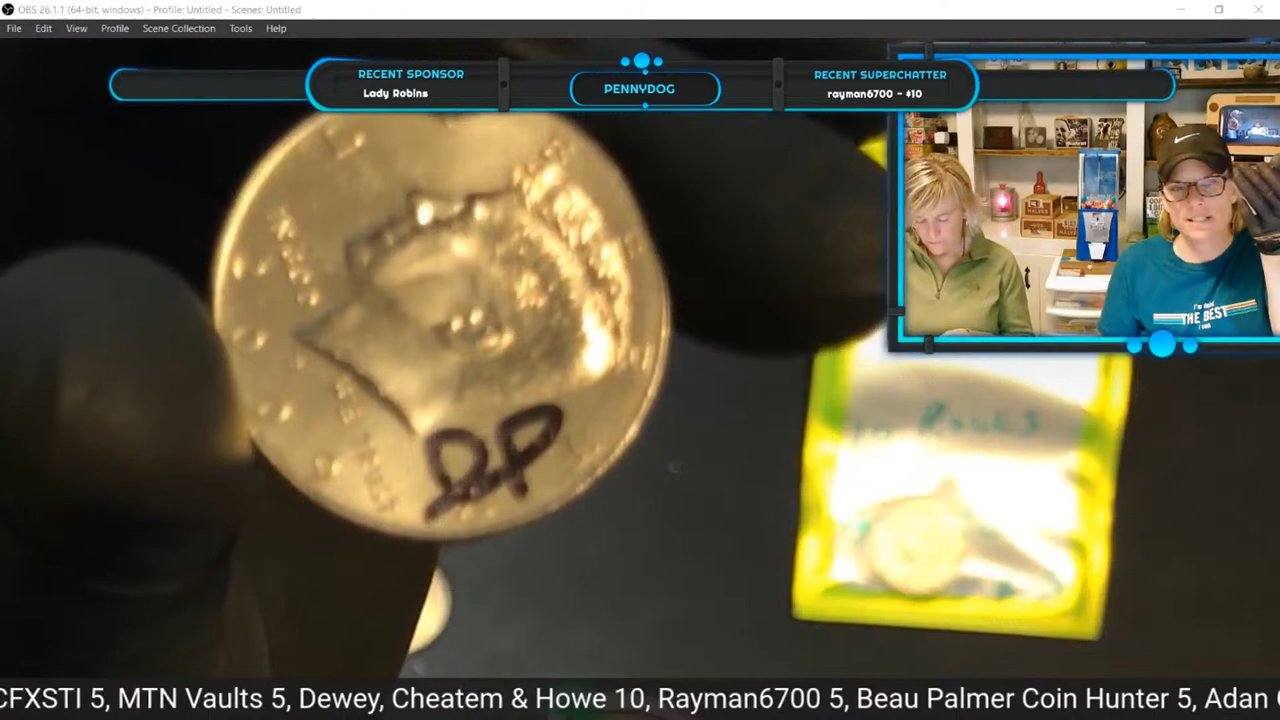 OBS 26.1.1 (64-bit, windows) - Profile: Untitled - Scenes: Untitled
File Edit View Profile Scene Collection Tools Help
RECENT SPONSOR
Lady Robins
PENNYDOG
RECENT SUPERCHATTER
rayman6700 - $10
THE BEST
DP
CFXSTI 5, MTN Vaults 5, Dewey, Cheatem & Howe 10, Rayman6700 5, Beau Palmer Coin Hunter 5, Adan